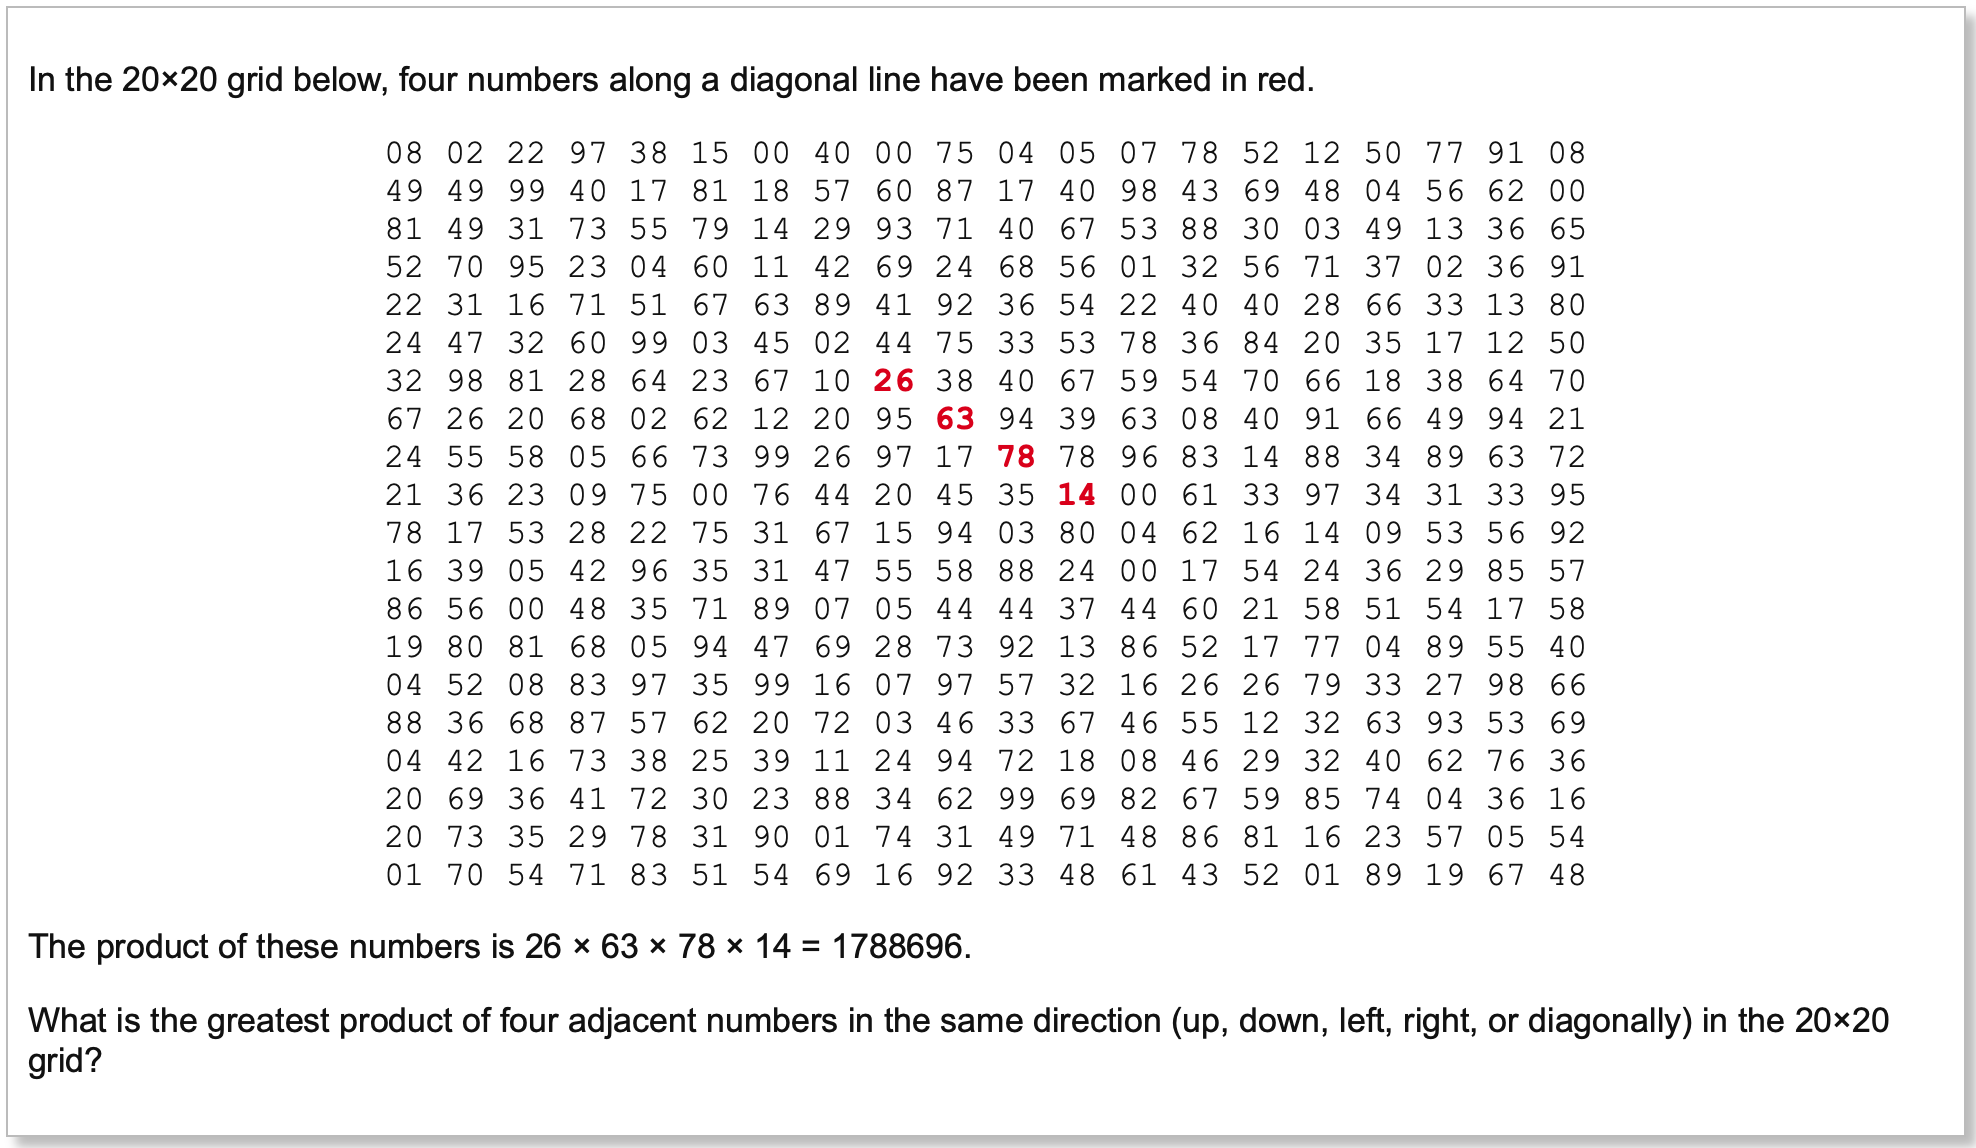 In the 20×20 grid below, four numbers along a diagonal line have been marked in red.
08 02 22 97 38 15 00 40 00 75 04 05 07 78 52 12 50 77 91 08
49 49 99 40 17 81 18 57 60 87 17 40 98 43 69 48 04 56 62 00
81 49 31 73 55 79 14 29 93 71 40 67 53 88 30 03 49 13 36 65
52 70 95 23 04 60 11 42 69 24 68 56 01 32 56 71 37 02 36 91
22 31 16 71 51 67 63 89 41 92 36 54 22 40 40 28 66 33 13 80
24 47 32 60 99 03 45 02 44 75 33 53 78 36 84 20 35 17 12 50
32 98 81 28 64 23 67 10 26 38 40 67 59 54 70 66 18 38 64 70
67 26 20 68 02 62 12 20 95 63 94 39 63 08 40 91 66 49 94 21
24 55 58 05 66 73 99 26 97 17 78 78 96 83 14 88 34 89 63 72
21 36 23 09 75 00 76 44 20 45 35 14 00 61 33 97 34 31 33 95
78 17 53 28 22 75 31 67 15 94 03 80 04 62 16 14 09 53 56 92
16 39 05 42 96 35 31 47 55 58 88 24 00 17 54 24 36 29 85 57
86 56 00 48 35 71 89 07 05 44 44 37 44 60 21 58 51 54 17 58
19 80 81 68 05 94 47 69 28 73 92 13 86 52 17 77 04 89 55 40
04 52 08 83 97 35 99 16 07 97 57 32 16 26 26 79 33 27 98 66
88 36 68 87 57 62 20 72 03 46 33 67 46 55 12 32 63 93 53 69
04 42 16 73 38 25 39 11 24 94 72 18 08 46 29 32 40 62 76 36
20 69 36 41 72 30 23 88 34 62 99 69 82 67 59 85 74 04 36 16
20 73 35 29 78 31 90 01 74 31 49 71 48 86 81 16 23 57 05 54
01 70 54 71 83 51 54 69 16 92 33 48 61 43 52 01 89 19 67 48
The product of these numbers is 26 × 63 × 78 × 14 = 1788696.
What is the greatest product of four adjacent numbers in the same direction (up, down, left, right, or diagonally) in the 20×20
grid?